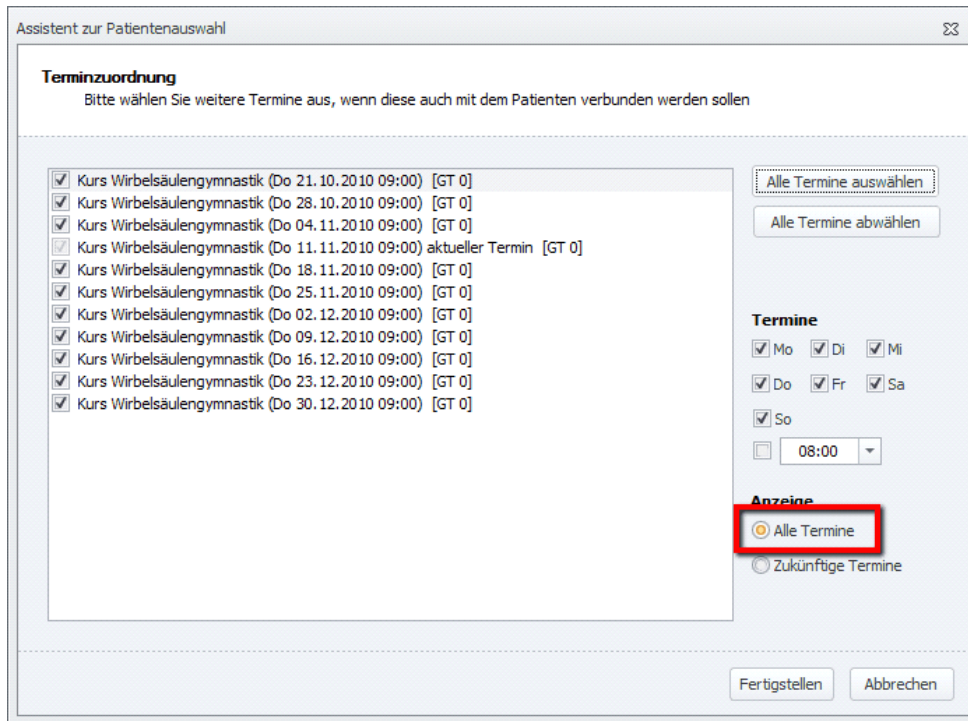 Assistent zur Patientenauswahl
Terminzuordnung
Bitte wählen Sie weitere Termine aus, wenn diese auch mit dem Patienten verbunden werden sollen
Kurs Wirbelsäulengymnastik (Do 21.10.2010 09:00) [GT 0]
Kurs Wirbelsäulengymnastik (Do 28.10.2010 09:00) [GT 0]
Kurs Wirbelsäulengymnastik (Do 04.11.2010 09:00) [GT 0]
Kurs Wirbelsäulengymnastik (Do 11.11.2010 09:00) aktueller Termin [GT 0]
Kurs Wirbelsäulengymnastik (Do 18.11.2010 09:00) [GT 0]
Kurs Wirbelsäulengymnastik (Do 25.11.2010 09:00) [GT 0]
Kurs Wirbelsäulengymnastik (Do 02.12.2010 09:00) [GT 0]
Kurs Wirbelsäulengymnastik (Do 09.12.2010 09:00) [GT 0]
Kurs Wirbelsäulengymnastik (Do 16.12.2010 09:00) [GT 0]
Kurs Wirbelsäulengymnastik (Do 23.12.2010 09:00) [GT 0]
Kurs Wirbelsäulengymnastik (Do 30.12.2010 09:00) [GT 0]
Alle Termine auswählen
Alle Termine abwählen
Termine
Mo Di Mi
Do Fr Sa
So
08:00
Anzeige
Alle Termine
Zukünftige Termine
Fertigstellen Abbrechen